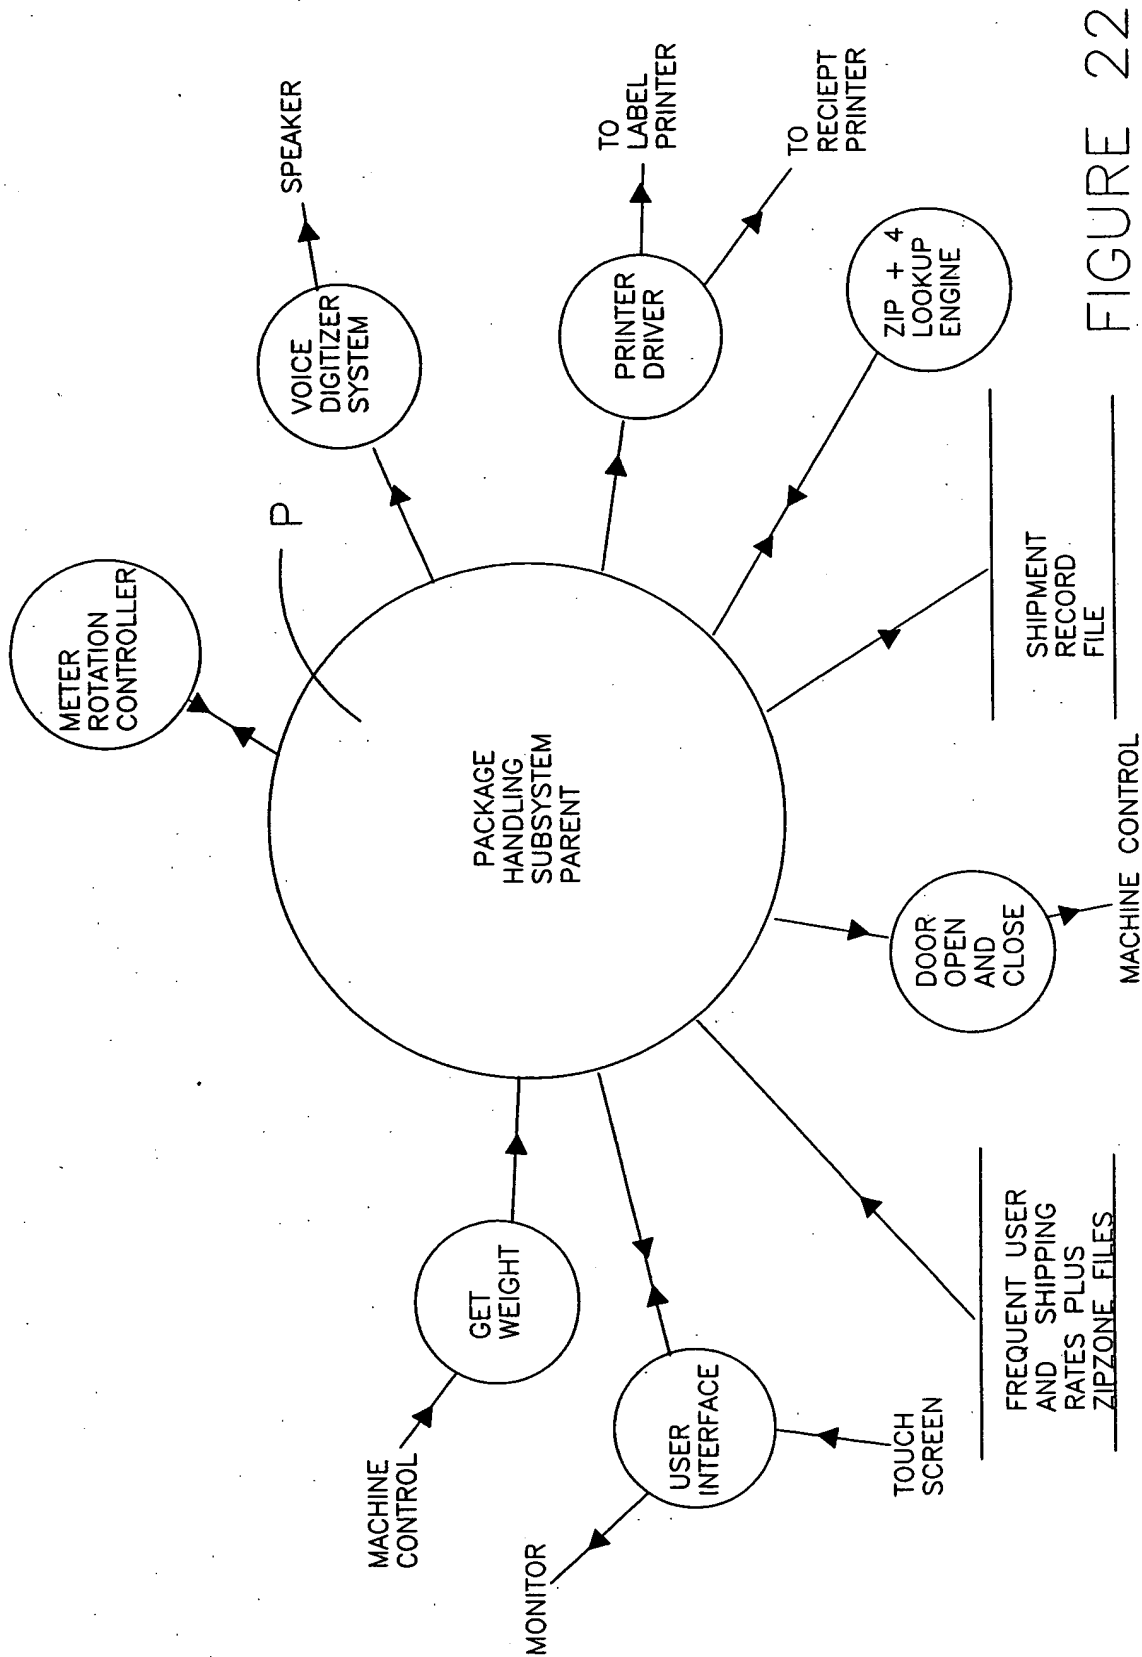 METER
ROTATION
CONTROLLER
P
VOICE
DIGITIZER
SYSTEM
SPEAKER
MACHINE
CONTROL
GET
WEIGHT
PACKAGE
HANDLING
SUBSYSTEM
PARENT
PRINTER
DRIVER
TO
LABEL
PRINTER
TO
RECIEPT
PRINTER
MONITOR
USER
INTERFACE
TOUCH
SCREEN
ZIP + 4
LOOKUP
ENGINE
DOOR
OPEN
AND
CLOSE
MACHINE CONTROL
FREQUENT USER
AND SHIPPING
RATES PLUS
ZIPZONE FILES
SHIPMENT
RECORD
FILE
FIGURE 22